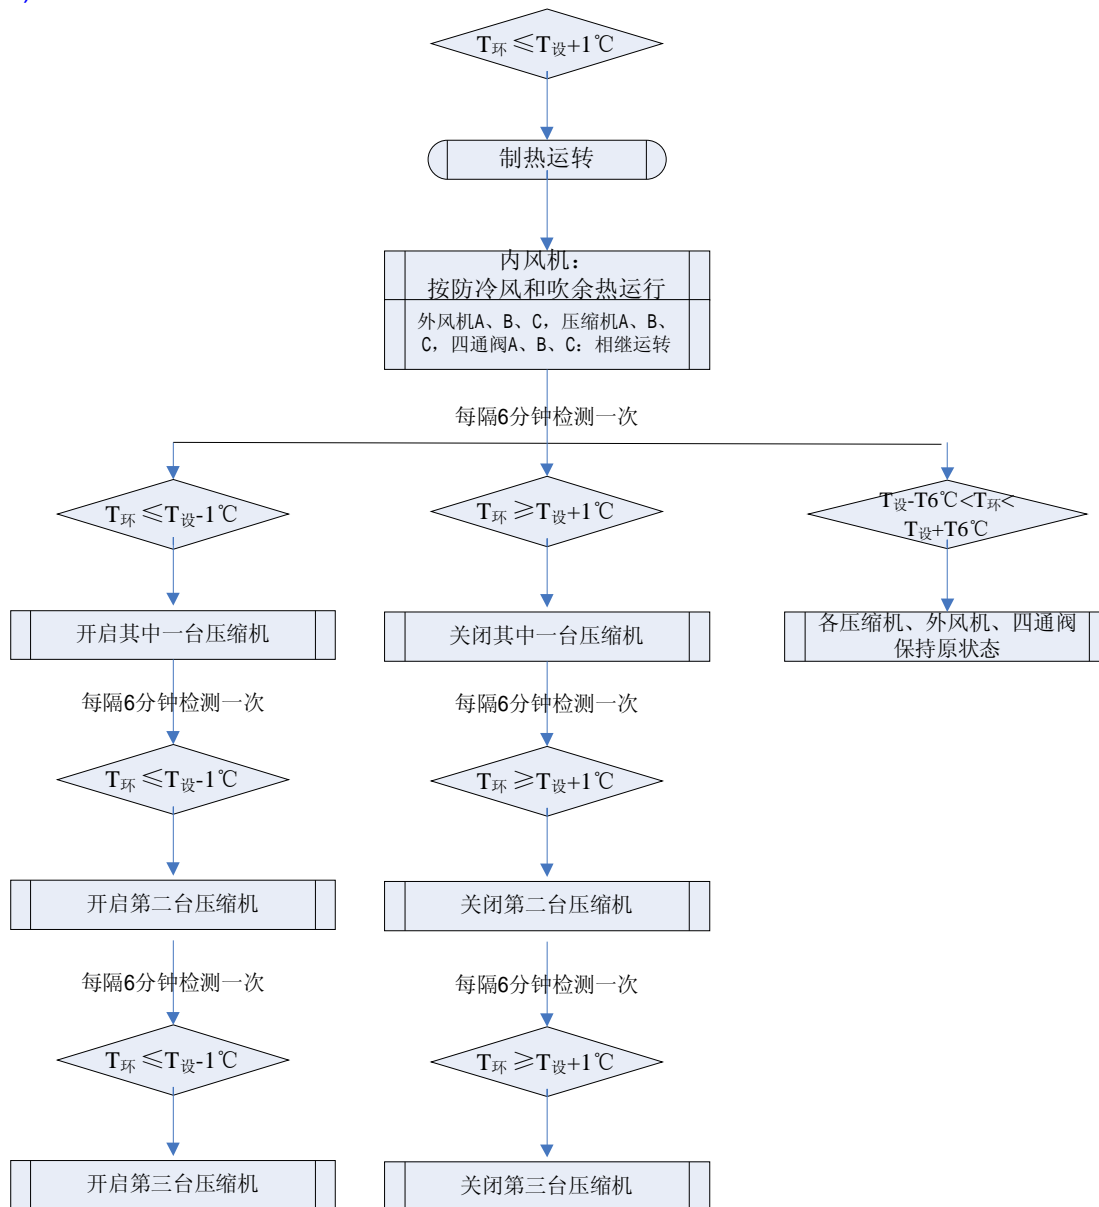 T环 ≤T设+1℃
制热运转
内风机：
按防冷风和吹余热运行
外风机A、B、C，压缩机A、B、
C，四通阀A、B、C：相继运转
每隔6分钟检测一次
T环 ≤T设-1℃
T环 ≥T设+1℃
T设-T6℃<T环<
T设+T6℃
开启其中一台压缩机
关闭其中一台压缩机
各压缩机、外风机、四通阀
保持原状态
每隔6分钟检测一次
每隔6分钟检测一次
T环 ≤T设-1℃
T环 ≥T设+1℃
开启第二台压缩机
关闭第二台压缩机
每隔6分钟检测一次
每隔6分钟检测一次
T环 ≤T设-1℃
T环 ≥T设+1℃
开启第三台压缩机
关闭第三台压缩机